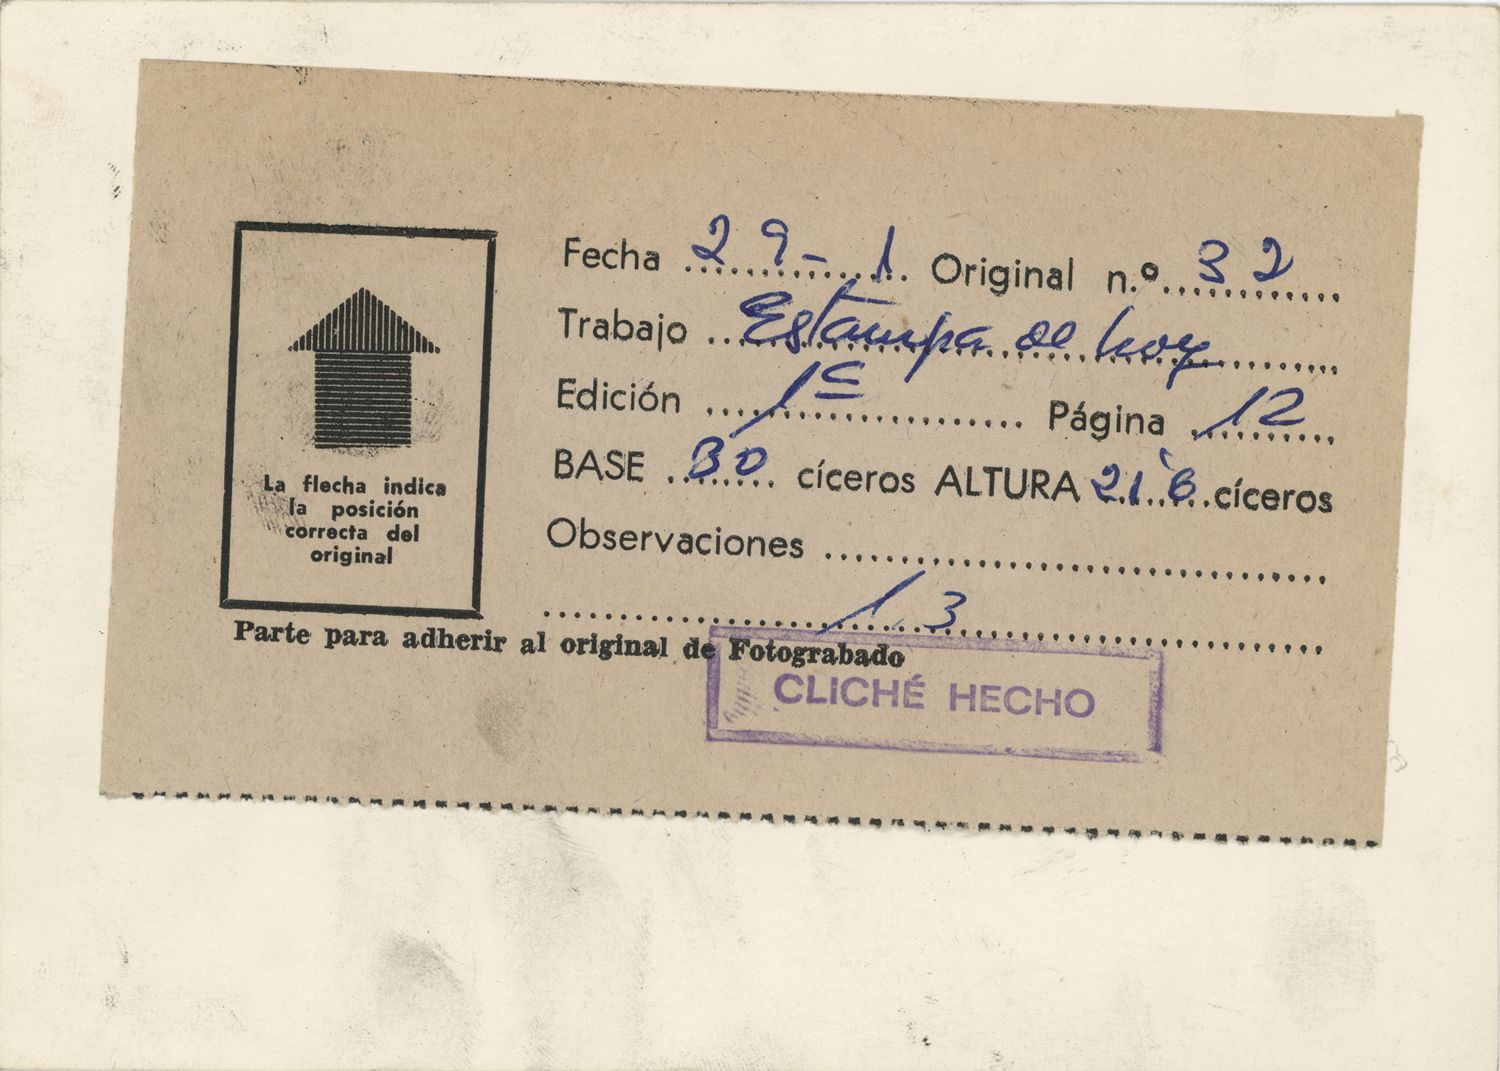 Fecha 29-1 Original n.º 32
Trabajo Estampa de hoy
Edición 1ª Página 12
BASE 30 cíceros ALTURA 21'6 cíceros
Observaciones
13
La flecha indica
la posición
correcta del
original
Parte para adherir al original de Fotograbado
CLICHÉ HECHO